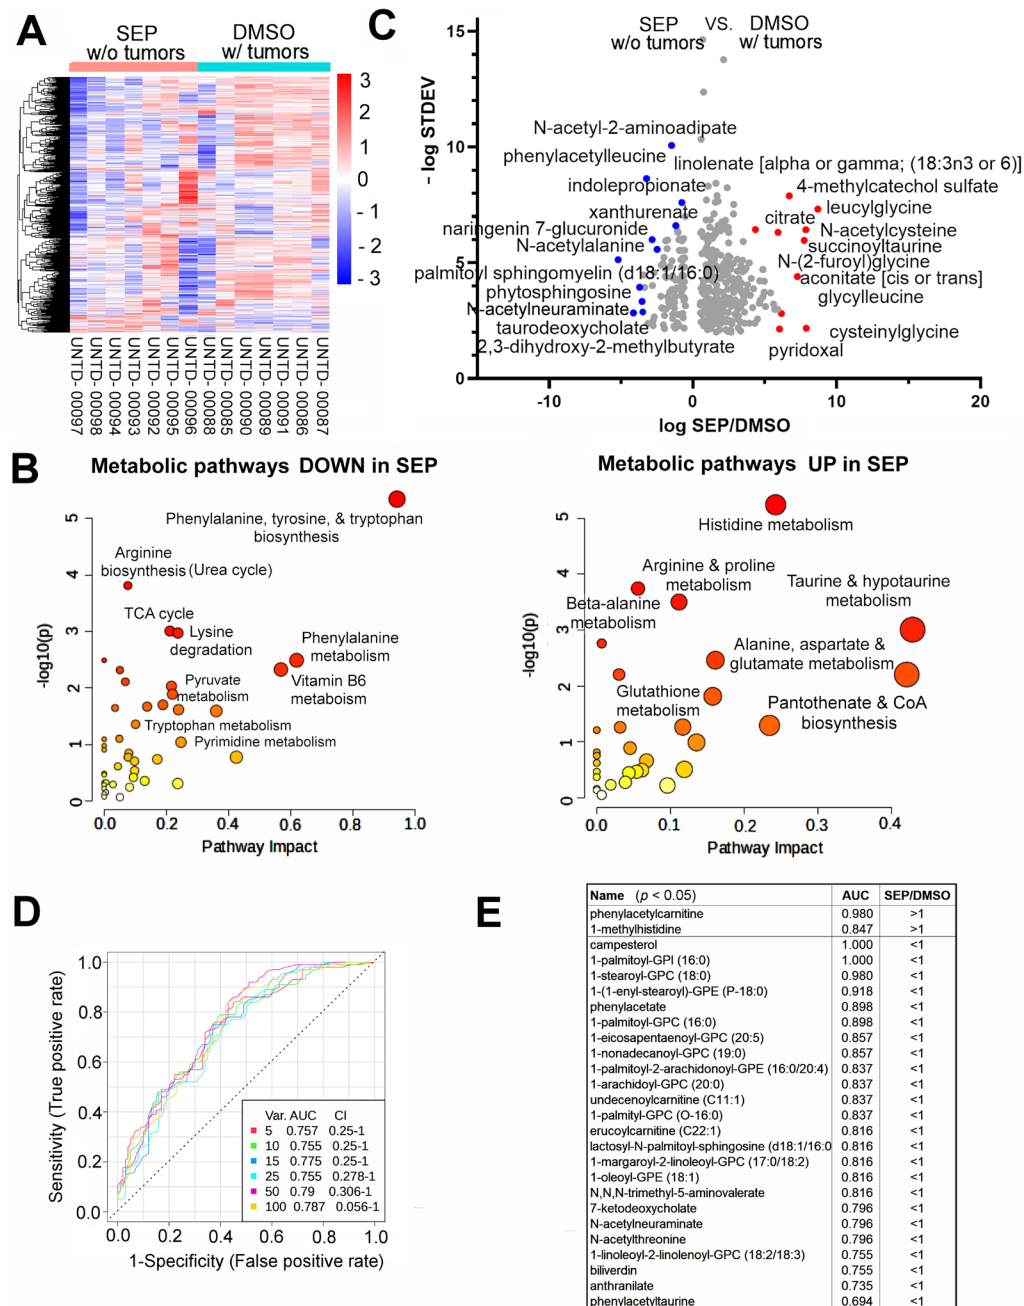 A
SEP
w/o tumors
DMSO
w/ tumors
3
2
1
0
- 1
- 2
- 3
UNTD- 00097
UNTD- 00098
UNTD- 00094
UNTD- 00093
UNTD- 00092
UNTD- 00095
UNTD- 00096
UNTD- 00088
UNTD- 00085
UNTD- 00090
UNTD- 00089
UNTD- 00091
UNTD- 00086
UNTD- 00087
C
SEP
w/o tumors
VS.
DMSO
w/ tumors
- log STDEV
15
10
5
0
N-acetyl-2-aminoadipate
phenylacetylleucine
linolenate [alpha or gamma; (18:3n3 or 6)]
indolepropionate
4-methylcatechol sulfate
xanthurenate
leucylglycine
citrate
naringenin 7-glucuronide
N-acetylcysteine
N-acetylalanine
succinoyltaurine
N-(2-furoyl)glycine
palmitoyl sphingomyelin (d18:1/16:0)
aconitate [cis or trans]
phytosphingosine
glycylleucine
N-acetylneuraminate
taurodeoxycholate
cysteinylglycine
2,3-dihydroxy-2-methylbutyrate
pyridoxal
-10
0
10
20
log SEP/DMSO
B
Metabolic pathways DOWN in SEP
-log10(p)
5
4
3
2
1
0
Phenylalanine, tyrosine, & tryptophan
biosynthesis
Arginine
biosynthesis (Urea cycle)
TCA cycle
Lysine
degradation
Phenylalanine
metabolism
Vitamin B6
metaboism
Pyruvate
metabolism
Tryptophan metabolism
Pyrimidine metabolism
0.0
0.2
0.4
0.6
0.8
1.0
Pathway Impact
Metabolic pathways UP in SEP
-log10(p)
5
4
3
2
1
0
Histidine metabolism
Arginine & proline
metabolism
Taurine & hypotaurine
metabolism
Beta-alanine
metabolism
Alanine, aspartate &
glutamate metabolism
Glutathione
metabolism
Pantothenate & CoA
biosynthesis
0.0
0.1
0.2
0.3
0.4
Pathway Impact
D
Sensitivity (True positive rate)
1.0
0.8
0.6
0.4
0.2
0.0
Var. AUC CI
5 0.757 0.25-1
10 0.755 0.25-1
15 0.775 0.25-1
25 0.755 0.278-1
50 0.79 0.306-1
100 0.787 0.056-1
0.0
0.2
0.4
0.6
0.8
1.0
1-Specificity (False positive rate)
E
Name (p < 0.05) AUC SEP/DMSO
phenylacetylcarnitine 0.980 >1
1-methylhistidine 0.847 >1
campesterol 1.000 <1
1-palmitoyl-GPI (16:0) 1.000 <1
1-stearoyl-GPC (18:0) 0.980 <1
1-(1-enyl-stearoyl)-GPE (P-18:0) 0.918 <1
phenylacetate 0.898 <1
1-palmitoyl-GPC (16:0) 0.898 <1
1-eicosapentaenoyl-GPC (20:5) 0.857 <1
1-nonadecanoyl-GPC (19:0) 0.857 <1
1-palmitoyl-2-arachidonoyl-GPE (16:0/20:4) 0.837 <1
1-arachidoyl-GPC (20:0) 0.837 <1
undecenoylcarnitine (C11:1) 0.837 <1
1-palmityl-GPC (O-16:0) 0.837 <1
erucoylcarnitine (C22:1) 0.816 <1
lactosyl-N-palmitoyl-sphingosine (d18:1/16:0 0.816 <1
1-margaroyl-2-linoleoyl-GPC (17:0/18:2) 0.816 <1
1-oleoyl-GPE (18:1) 0.816 <1
N,N,N-trimethyl-5-aminovalerate 0.816 <1
7-ketodeoxycholate 0.796 <1
N-acetylneuraminate 0.796 <1
N-acetylthreonine 0.796 <1
1-linoleoyl-2-linolenoyl-GPC (18:2/18:3) 0.755 <1
biliverdin 0.755 <1
anthranilate 0.735 <1
phenylacetyltaurine 0.694 <1